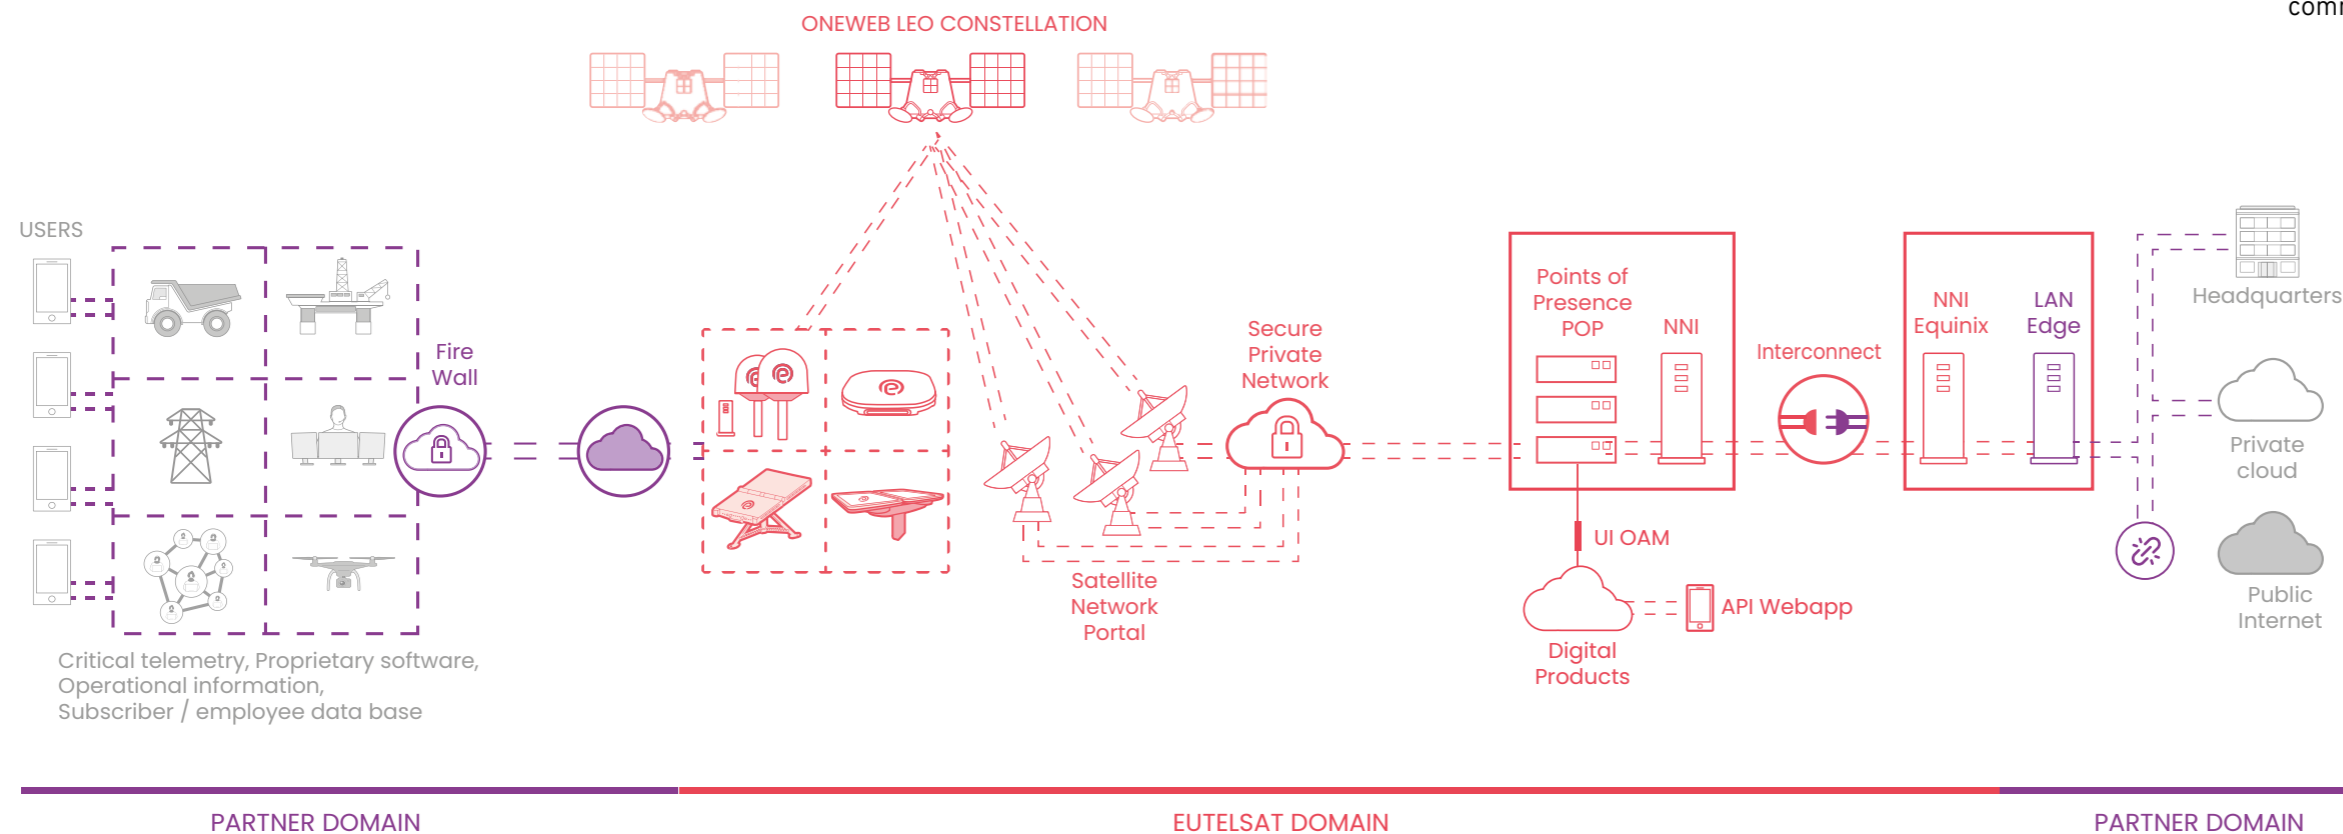 ONEWEB LEO CONSTELLATION
USERS
Fire
Wall
Critical telemetry, Proprietary software,
Operational information,
Subscriber / employee data base
Satellite
Network
Portal
Secure
Private
Network
Points of
Presence
POP
NNI
UI OAM
API Webapp
Digital
Products
Interconnect
NNI
Equinix
LAN
Edge
Headquarters
Private
cloud
Public
Internet
PARTNER DOMAIN
EUTELSAT DOMAIN
PARTNER DOMAIN